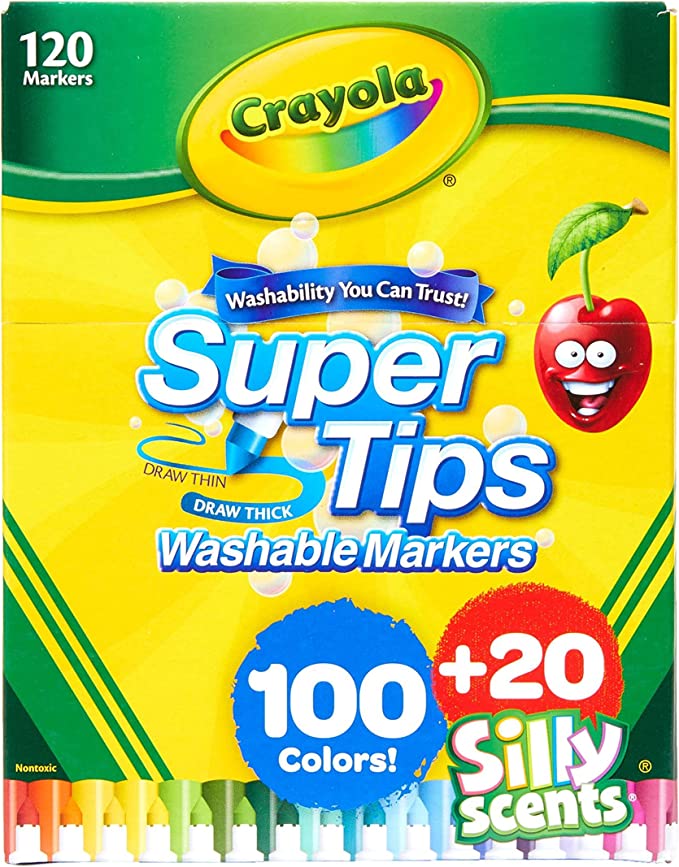 120
Markers
Crayola
®
Washability You Can Trust!
Super
Tips
DRAW THIN
DRAW THICK
Washable Markers
100
Colors!
+20
Silly
Scents®
®
Nontoxic